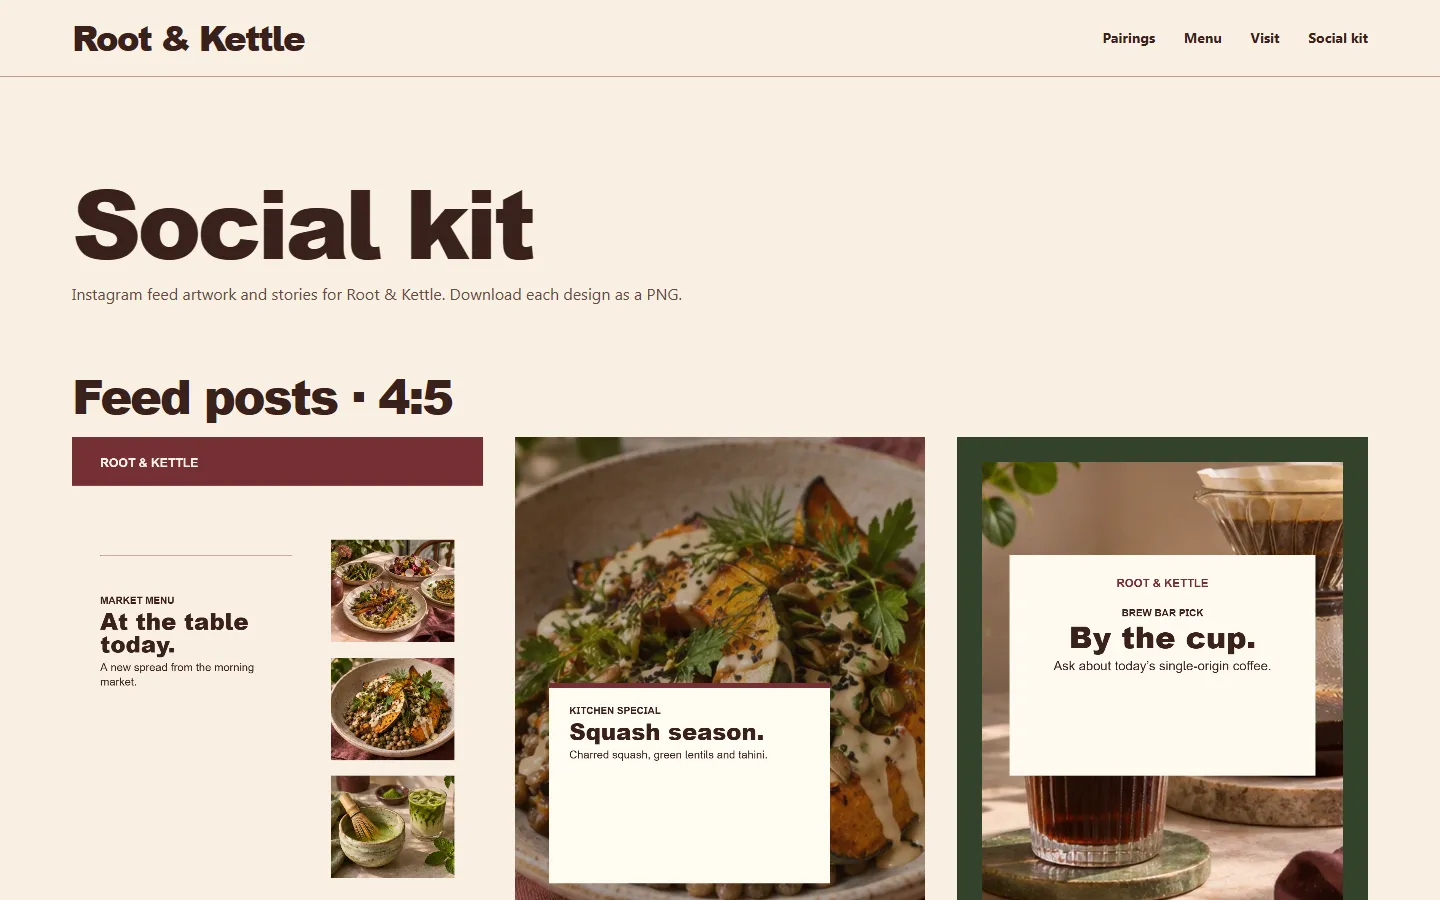 Root & Kettle
Pairings
Menu
Visit
Social kit
Social kit
Instagram feed artwork and stories for Root & Kettle. Download each design as a PNG.
Feed posts · 4:5
ROOT & KETTLE
MARKET MENU
At the table
today.
A new spread from the morning
market.
KITCHEN SPECIAL
Squash season.
Charred squash, green lentils and tahini.
ROOT & KETTLE
BREW BAR PICK
By the cup.
Ask about today’s single-origin coffee.